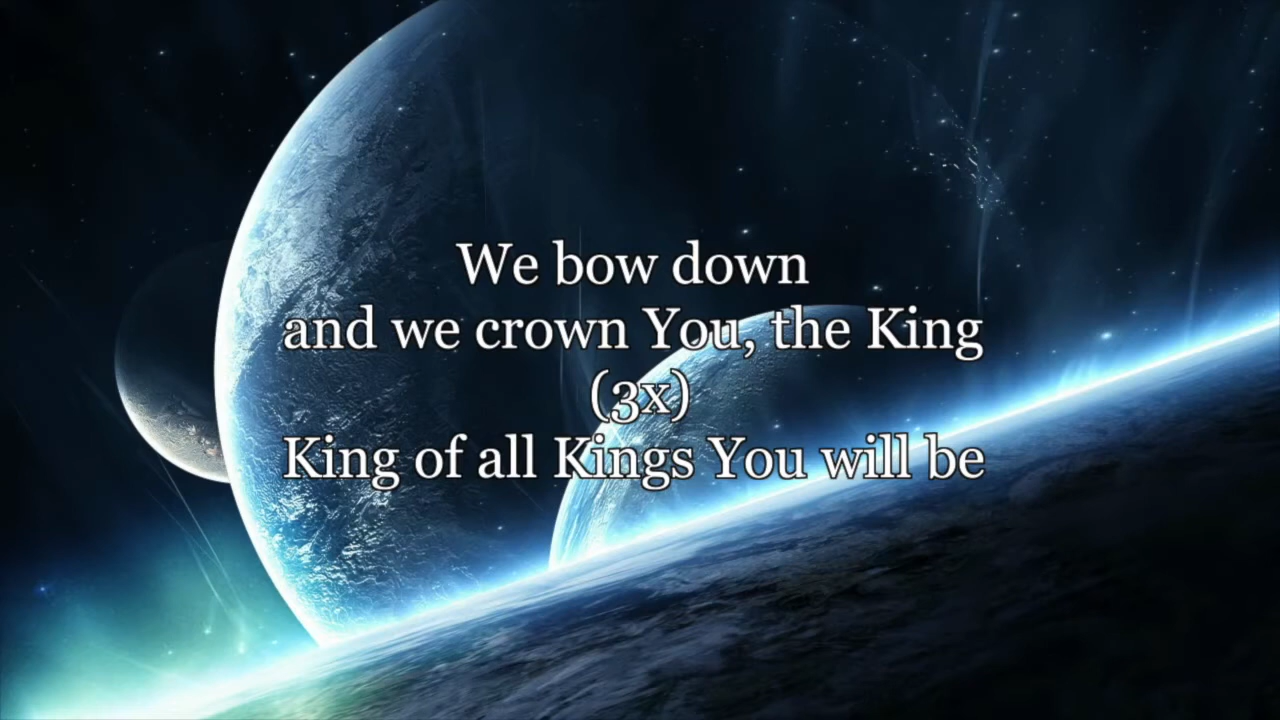 We bow down
and we crown You, the King
(3x)
King of all Kings You will be